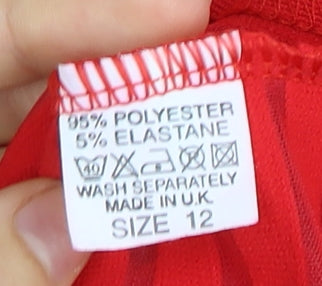 95% POLYESTER
5% ELASTANE
40
WASH SEPARATELY
MADE IN U.K.
SIZE 12